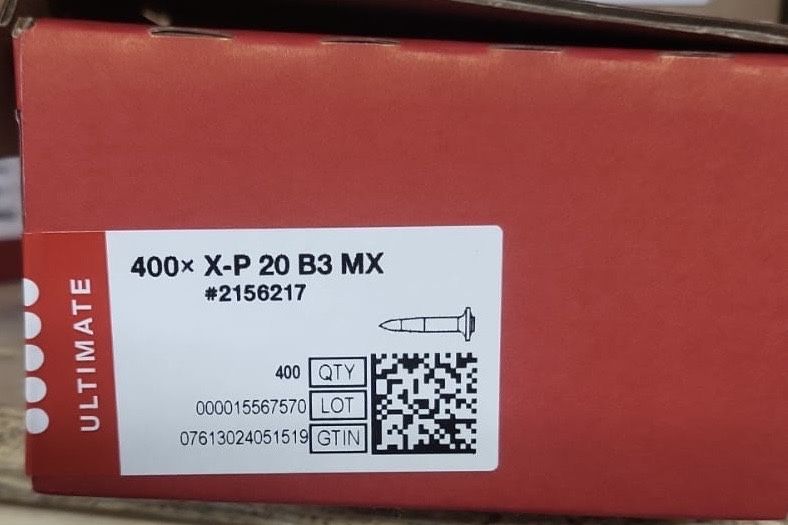 400× X-P 20 B3 MX
#2156217
400 QTY
000015567570 LOT
07613024051519 GTIN
ULTIMATE